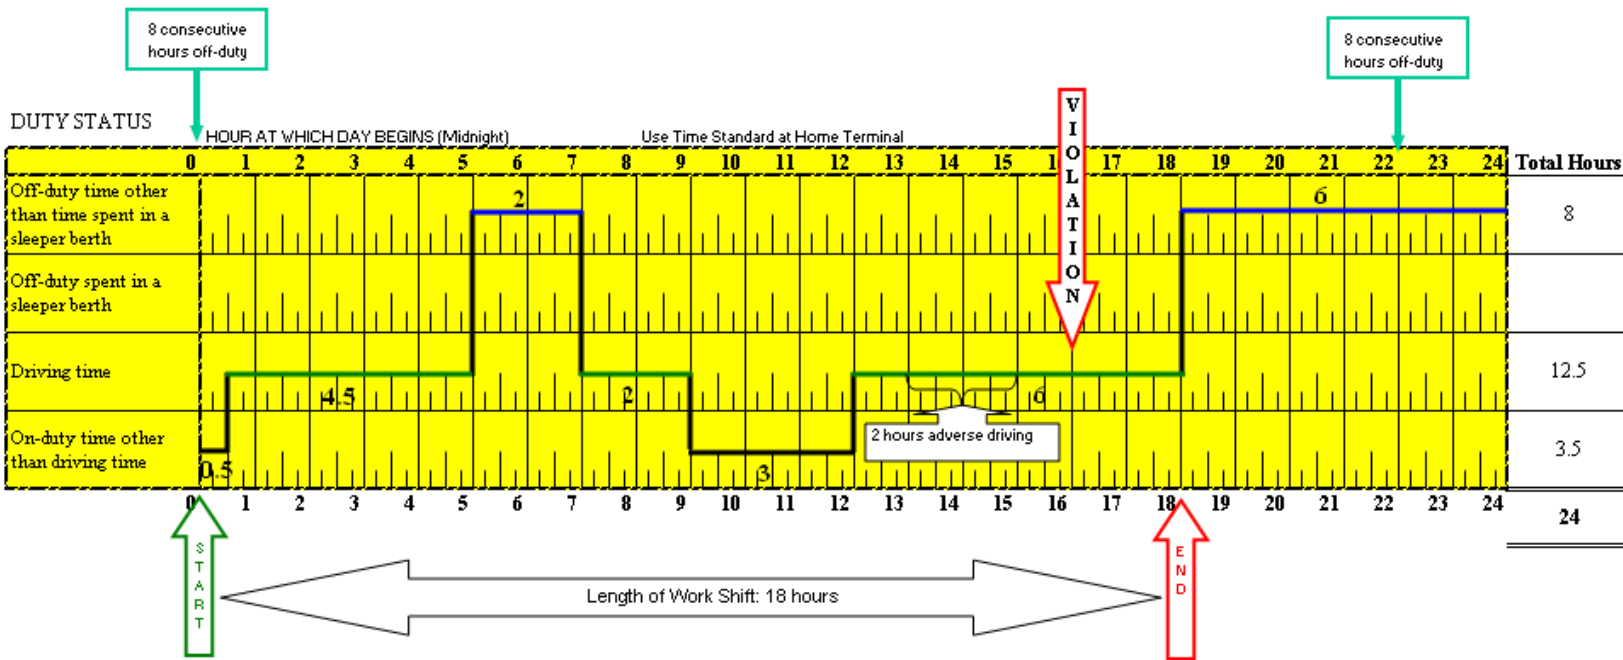 8 consecutive
hours off-duty
8 consecutive
hours off-duty
DUTY STATUS
HOUR AT WHICH DAY BEGINS (Midnight)
Use Time Standard at Home Terminal
VIOLATION
0 1 2 3 4 5 6 7 8 9 10 11 12 13 14 15 16 17 18 19 20 21 22 23 24 Total Hours
Off-duty time other
than time spent in a
sleeper berth
2
6
8
Off-duty spent in a
sleeper berth
Driving time
4.5
2
6
12.5
2 hours adverse driving
On-duty time other
than driving time
0.5
3
3.5
0 1 2 3 4 5 6 7 8 9 10 11 12 13 14 15 16 17 18 19 20 21 22 23 24
24
START
END
Length of Work Shift: 18 hours